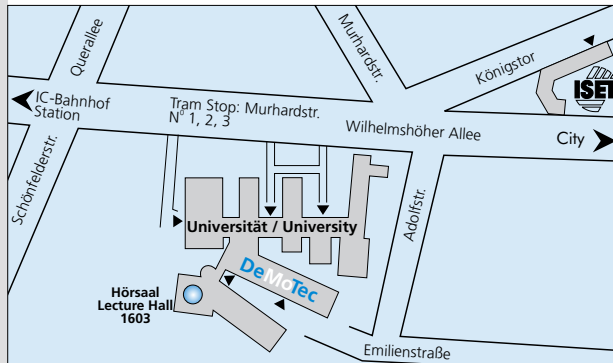 Querallee
Murhardstr.
Königstor
ISET
IC-Bahnhof
Station
Tram Stop: Murhardstr.
N° 1, 2, 3
Wilhelmshöher Allee
City
Schönfelderstr.
Universität / University
Adolfstr.
DeMoTec
Hörsaal
Lecture Hall
1603
Emilienstraße